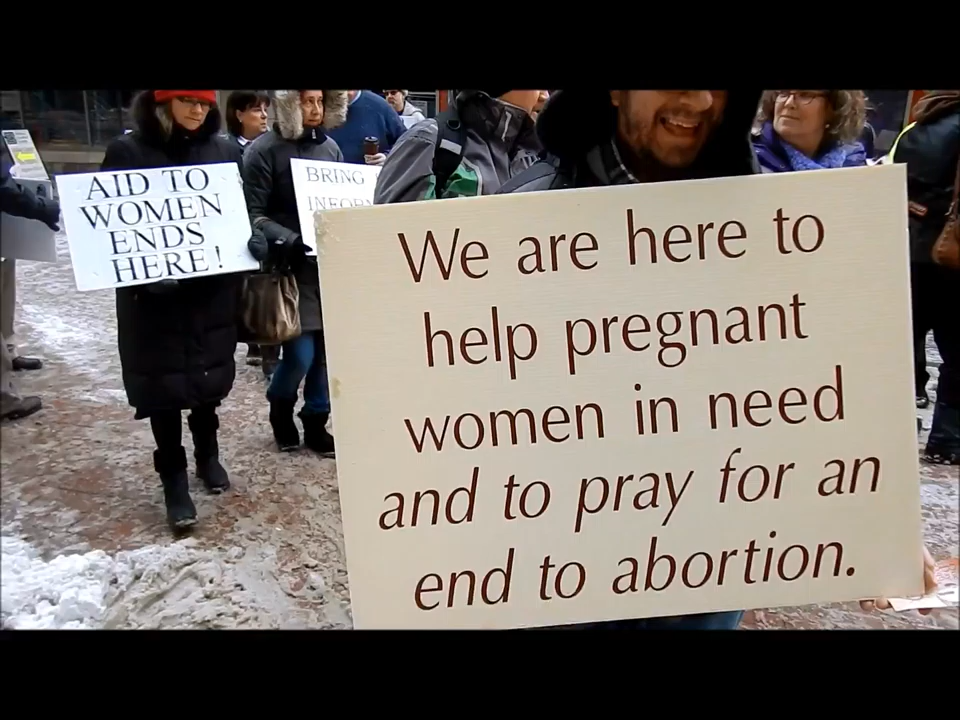 AID TO
WOMEN
ENDS
HERE!
BRING
We are here to
help pregnant
women in need
and to pray for an
end to abortion.